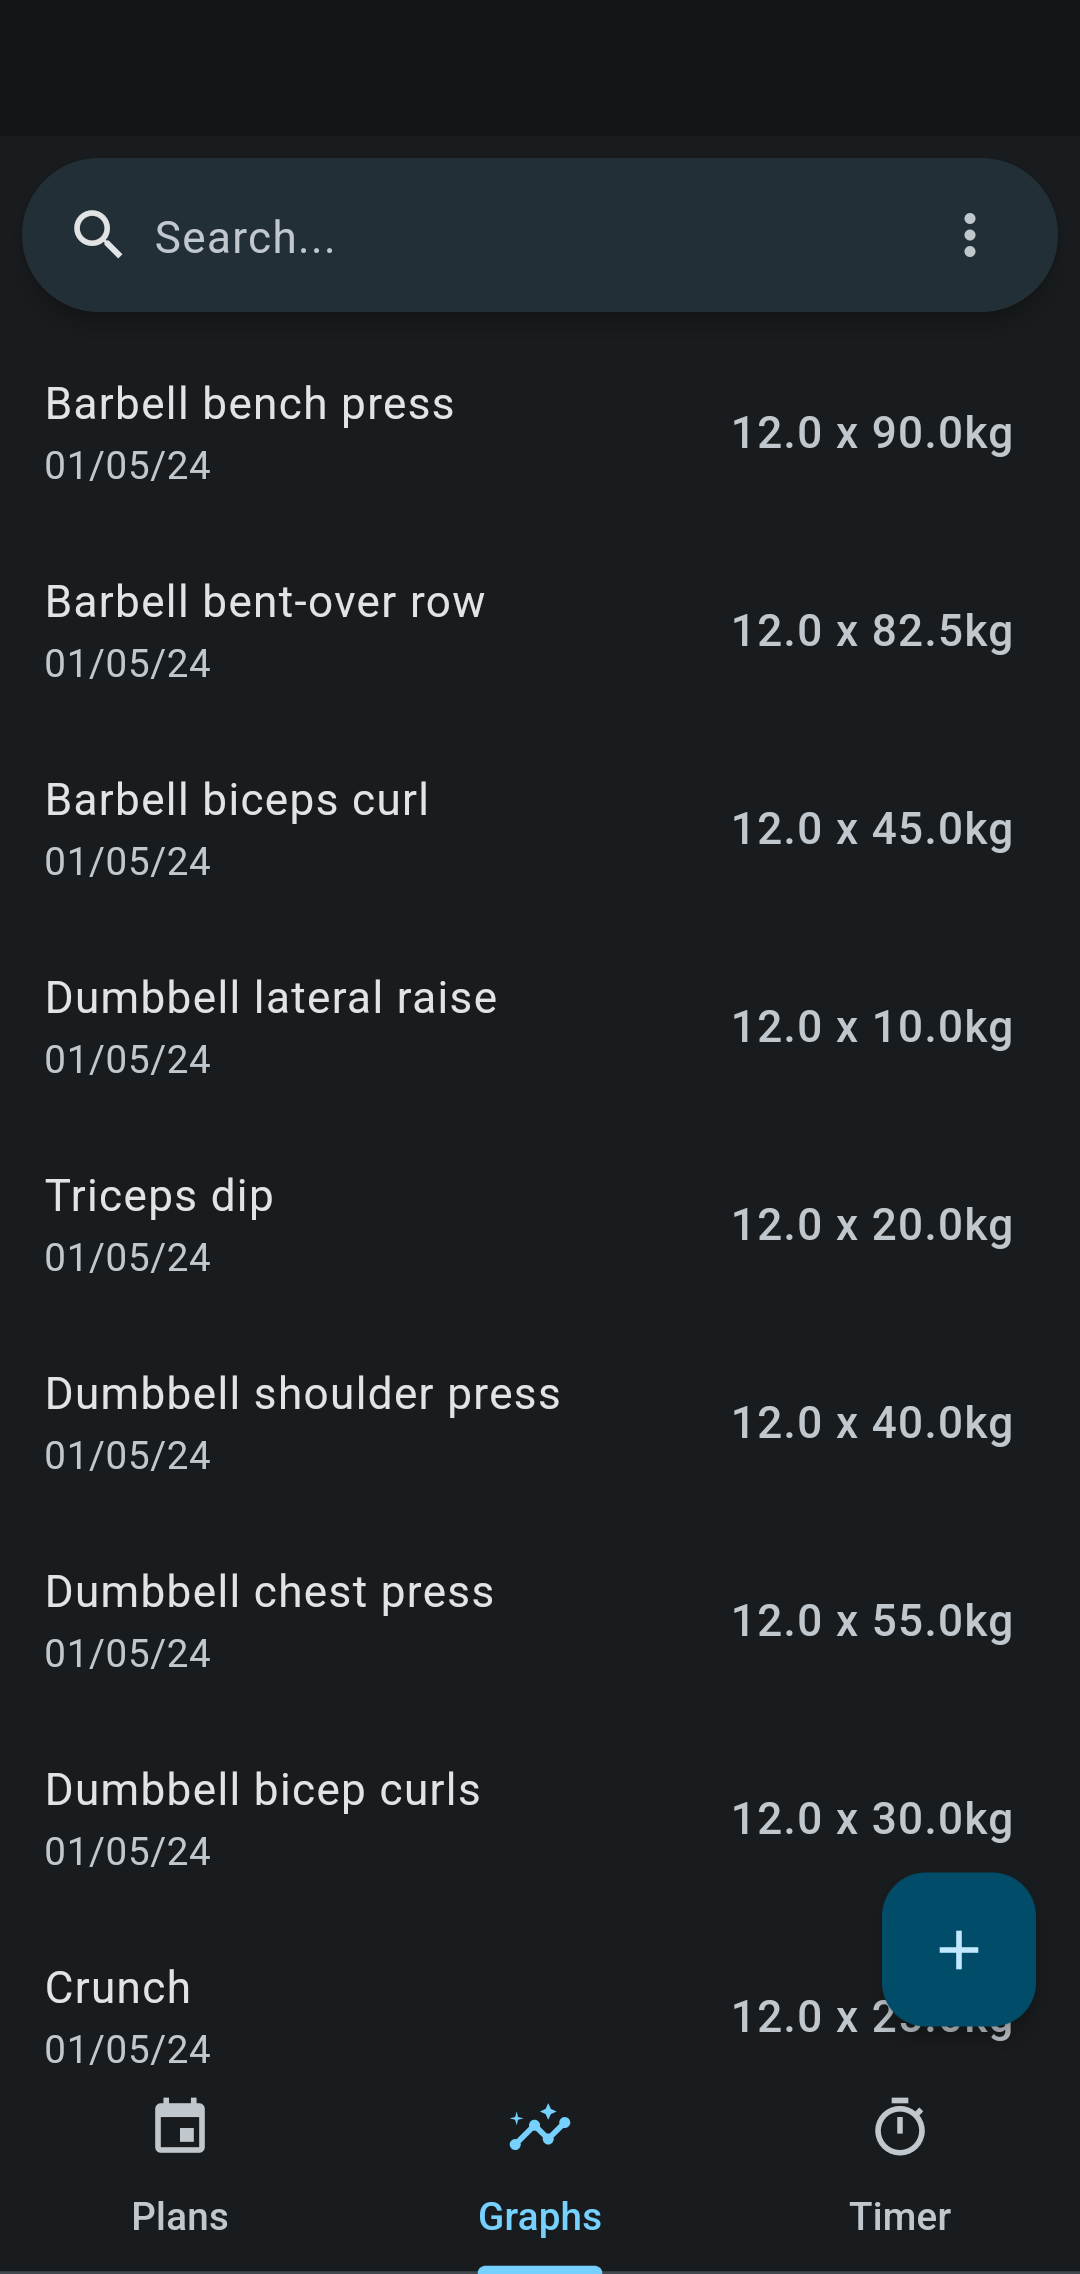 Search...
Barbell bench press
12.0 x 90.0kg
01/05/24
Barbell bent-over row
12.0 x 82.5kg
01/05/24
Barbell biceps curl
12.0 x 45.0kg
01/05/24
Dumbbell lateral raise
12.0 x 10.0kg
01/05/24
Triceps dip
12.0 x 20.0kg
01/05/24
Dumbbell shoulder press
12.0 x 40.0kg
01/05/24
Dumbbell chest press
12.0 x 55.0kg
01/05/24
Dumbbell bicep curls
12.0 x 30.0kg
01/05/24
Crunch
12.0 x
01/05/24
Plans
Graphs
Timer